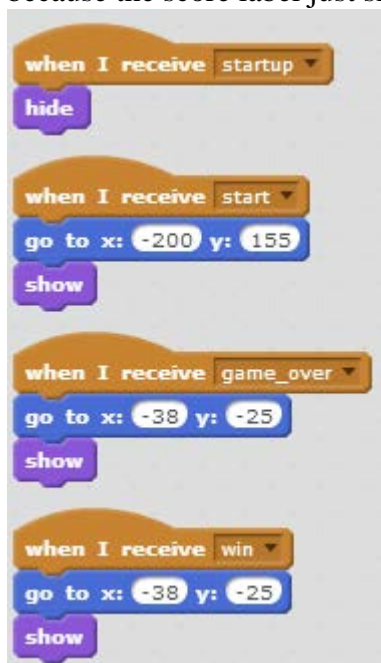 when I receive startup
hide
when I receive start
go to x: -200 y: 155
show
when I receive game_over
go to x: -38 y: -25
show
when I receive win
go to x: -38 y: -25
show